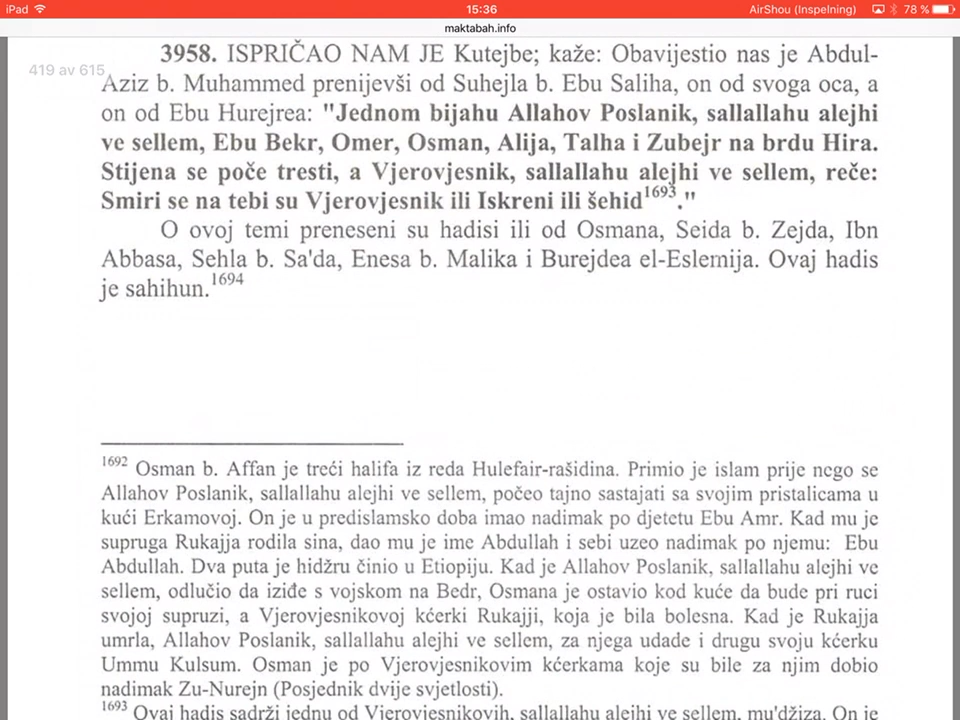 iPad 15:36 AirShou (Inspelning) 78 %
maktabah.info
419 av 615
3958. ISPRIČAO NAM JE Kutejbe; kaže: Obavijestio nas je Abdul-
Aziz b. Muhammed prenijevši od Suhejla b. Ebu Saliha, on od svoga oca, a
on od Ebu Hurejrea: "Jednom bijahu Allahov Poslanik, sallallahu alejhi
ve sellem, Ebu Bekr, Omer, Osman, Alija, Talha i Zubejr na brdu Hira.
Stijena se poče tresti, a Vjerovjesnik, sallallahu alejhi ve sellem, reče:
Smiri se na tebi su Vjerovjesnik ili Iskreni ili šehid1693."
O ovoj temi preneseni su hadisi ili od Osmana, Seida b. Zejda, Ibn
Abbasa, Sehla b. Sa'da, Enesa b. Malika i Burejdea el-Eslemija. Ovaj hadis
je sahihun.1694
1692 Osman b. Affan je treći halifa iz reda Hulefair-rašidina. Primio je islam prije nego se
Allahov Poslanik, sallallahu alejhi ve sellem, počeo tajno sastajati sa svojim pristalicama u
kući Erkamovoj. On je u predislamsko doba imao nadimak po djetetu Ebu Amr. Kad mu je
supruga Rukajja rodila sina, dao mu je ime Abdullah i sebi uzeo nadimak po njemu: Ebu
Abdullah. Dva puta je hidžru činio u Etiopiju. Kad je Allahov Poslanik, sallallahu alejhi ve
sellem, odlučio da iziđe s vojskom na Bedr, Osmana je ostavio kod kuće da bude pri ruci
svojoj supruzi, a Vjerovjesnikovoj kćerki Rukajji, koja je bila bolesna. Kad je Rukajja
umrla, Allahov Poslanik, sallallahu alejhi ve sellem, za njega udade i drugu svoju kćerku
Ummu Kulsum. Osman je po Vjerovjesnikovim kćerkama koje su bile za njim dobio
nadimak Zu-Nurejn (Posjednik dvije svjetlosti).
1693 Ovaj hadis sadrži jednu od Vjerovjesnikovih, sallallahu alejhi ve sellem, mu'džiza. On je